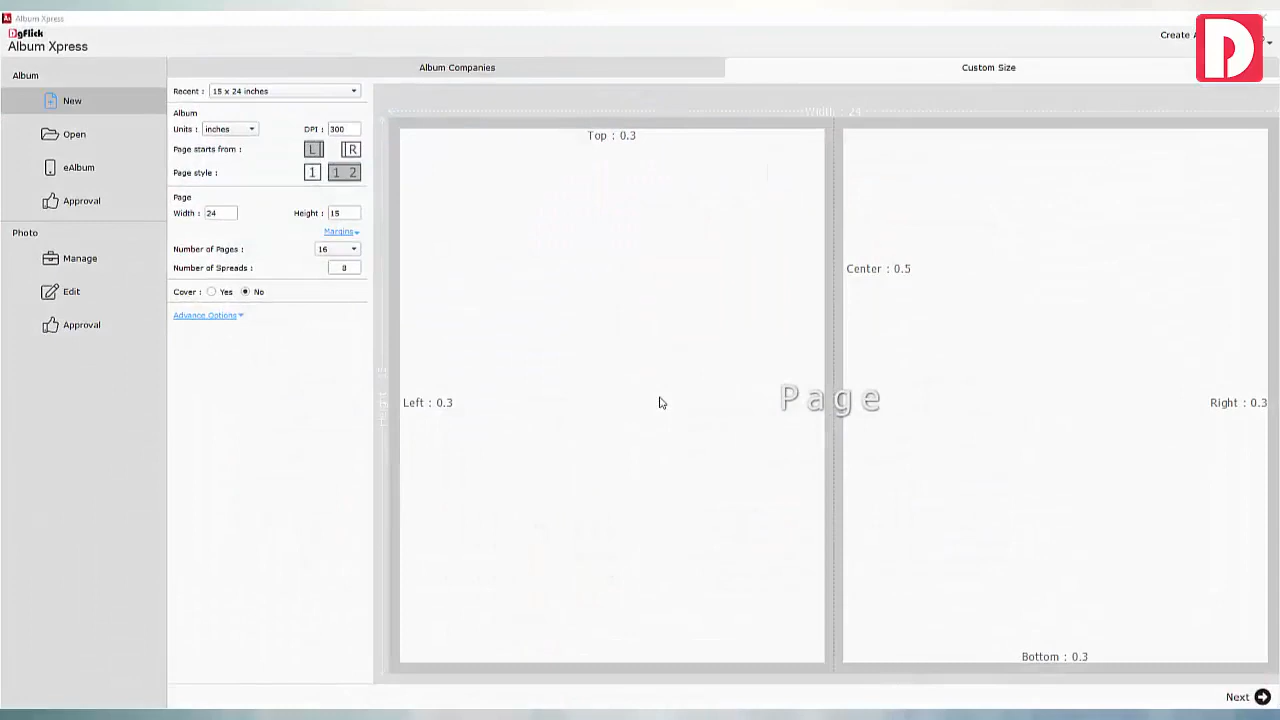 Album Xpress
DgFlick
Album Xpress
Create
Album
New
Open
eAlbum
Approval
Photo
Manage
Edit
Approval
Album Companies
Custom Size
Recent : 15 x 24 inches
Album
Units : inches
DPI : 300
Page starts from : L R
Page style : 1 1 2
Page
Width : 24
Height : 15
Margins
Number of Pages : 16
Number of Spreads : 8
Cover : Yes No
Advance Options
Width : 24
Top : 0.3
Center : 0.5
Left : 0.3
Page
Right : 0.3
Bottom : 0.3
Next